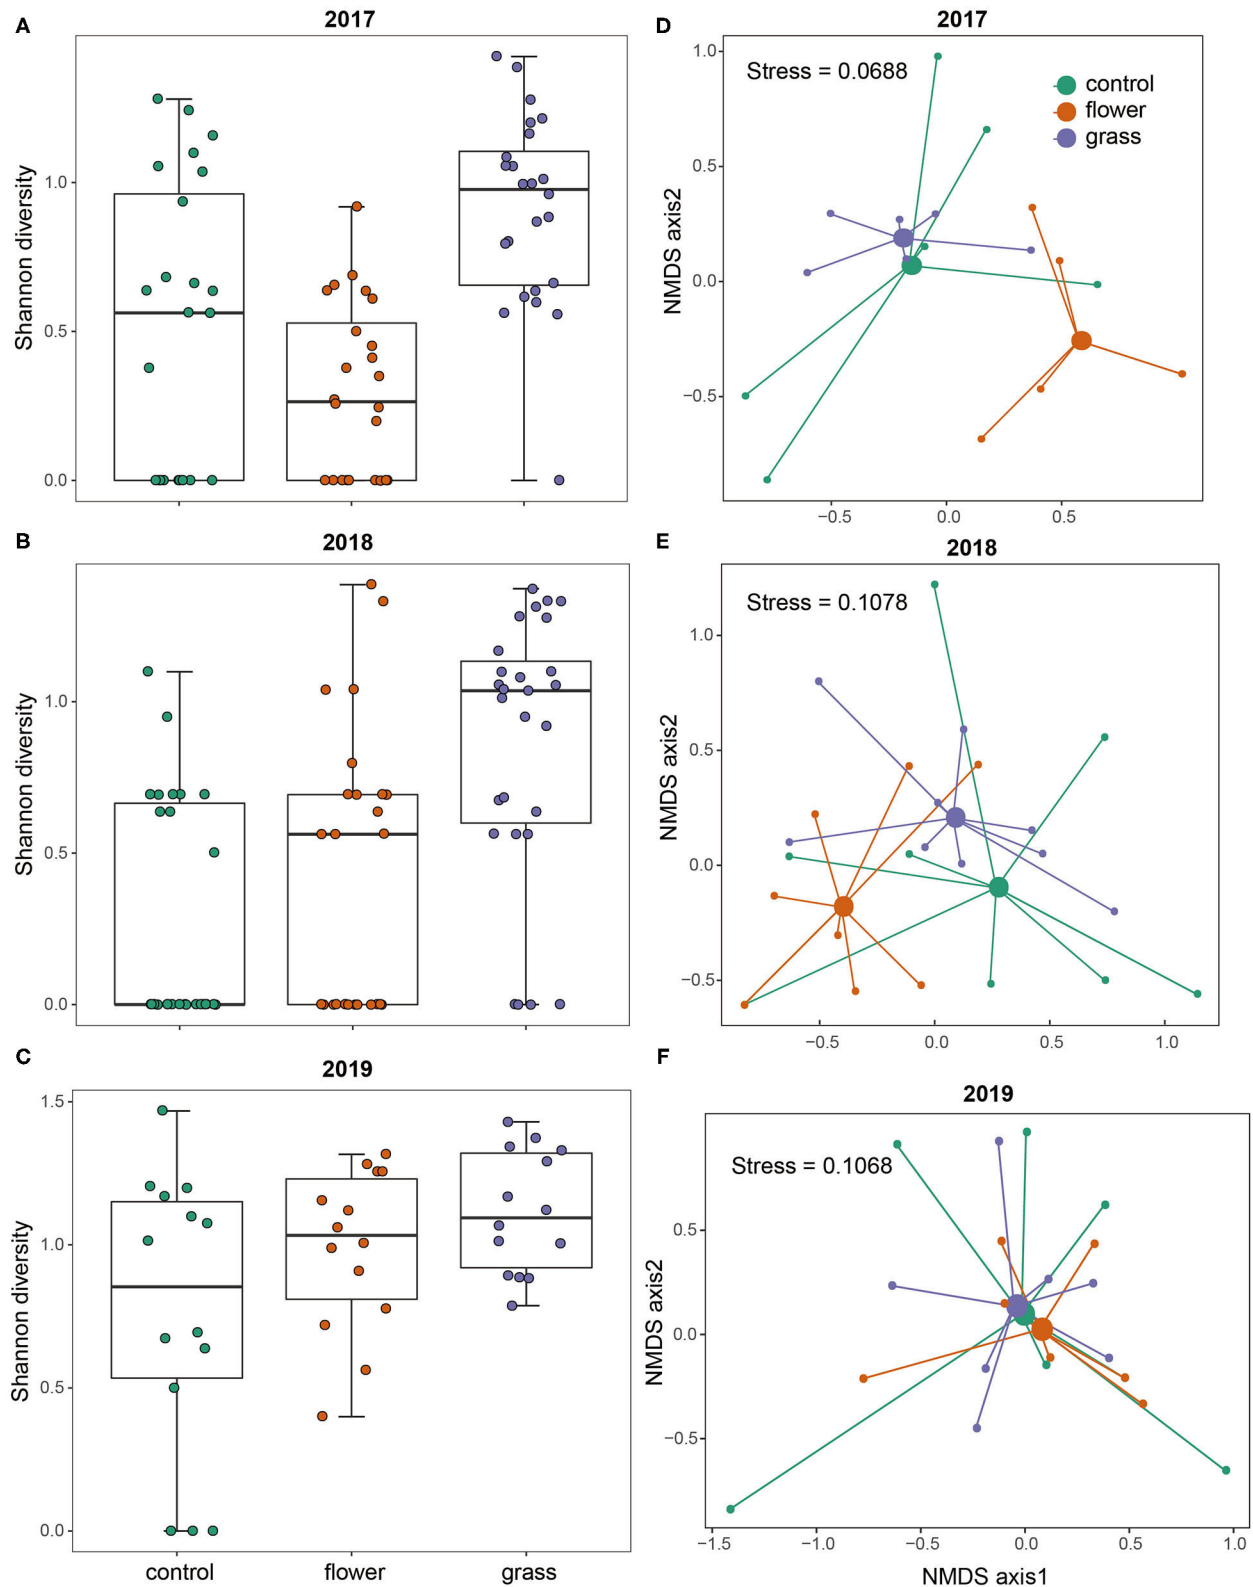 A
2017
Shannon diversity
1.0
0.5
0.0
D
2017
Stress = 0.0688
control
flower
grass
NMDS axis2
1.0
0.5
0.0
−0.5
−0.5
0.0
0.5
B
2018
Shannon diversity
1.0
0.5
0.0
E
2018
Stress = 0.1078
NMDS axis2
1.0
0.5
0.0
−0.5
−0.5
0.0
0.5
1.0
C
2019
Shannon diversity
1.5
1.0
0.5
0.0
control
flower
grass
F
2019
Stress = 0.1068
NMDS axis2
0.5
0.0
−0.5
−1.5
−1.0
−0.5
0.0
0.5
1.0
NMDS axis1